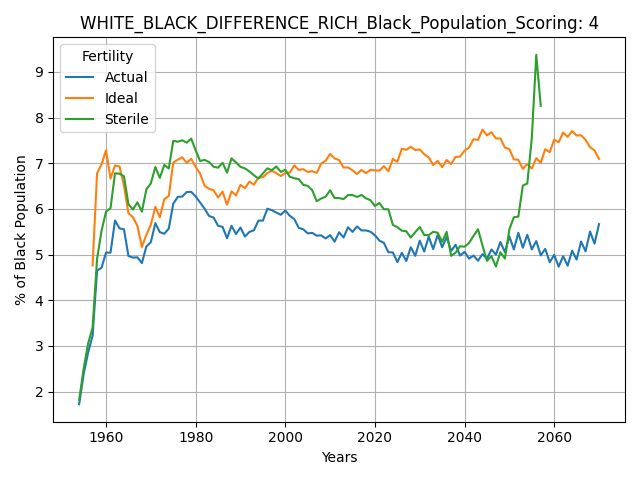 WHITE_BLACK_DIFFERENCE_RICH_Black_Population_Scoring: 4
Fertility
Actual
Ideal
Sterile
% of Black Population
9
8
7
6
5
4
3
2
1960 1980 2000 2020 2040 2060
Years